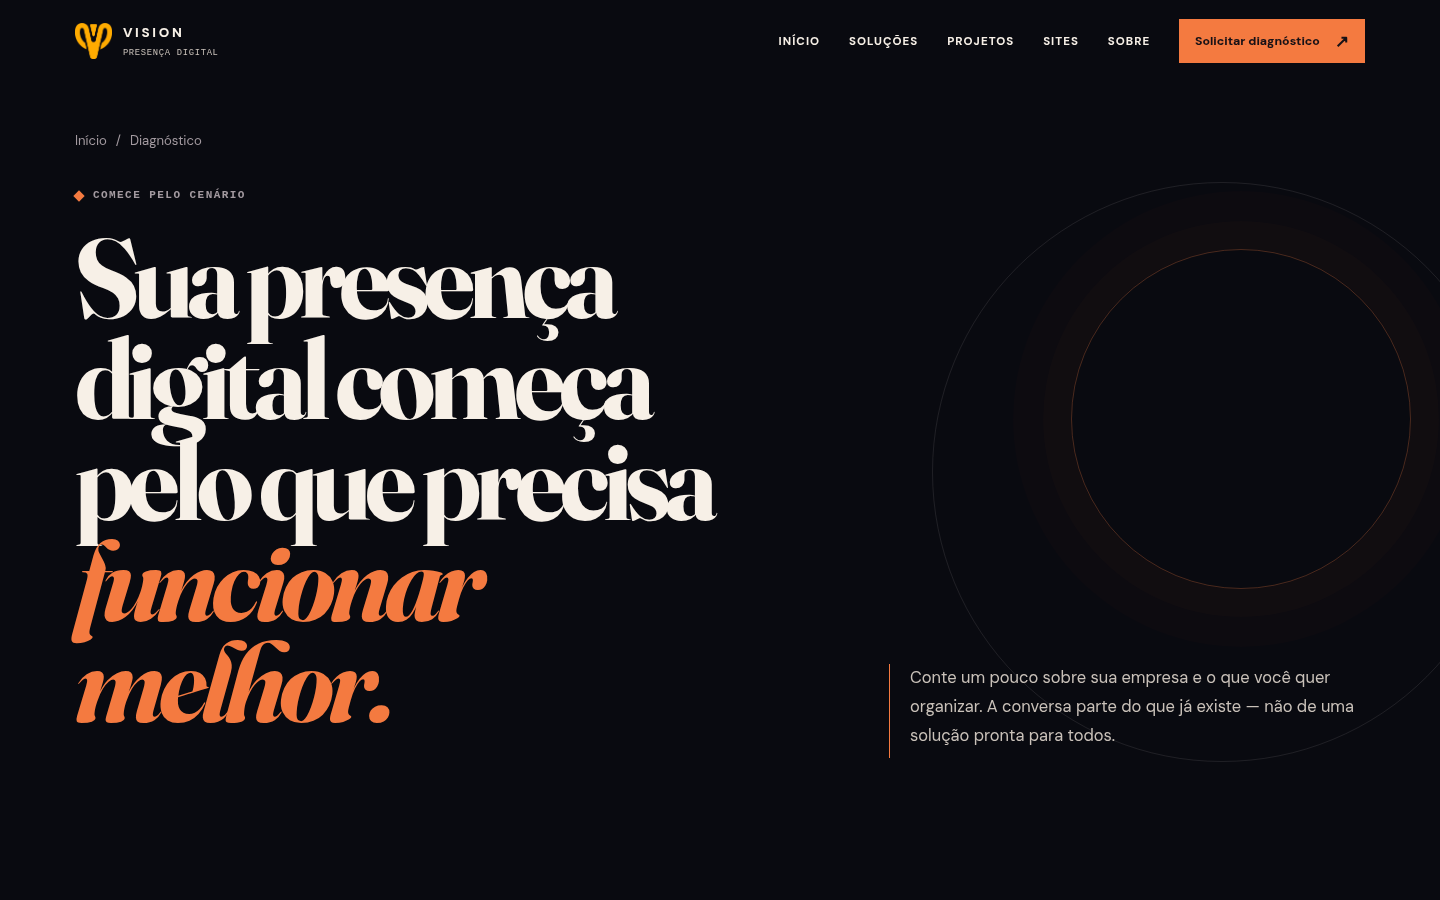 VISION
PRESENÇA DIGITAL
INÍCIO
SOLUÇÕES
PROJETOS
SITES
SOBRE
Solicitar diagnóstico ↗
Início / Diagnóstico
COMECE PELO CENÁRIO
Sua presença
digital começa
pelo que precisa
funcionar
melhor.
Conte um pouco sobre sua empresa e o que você quer
organizar. A conversa parte do que já existe — não de uma
solução pronta para todos.